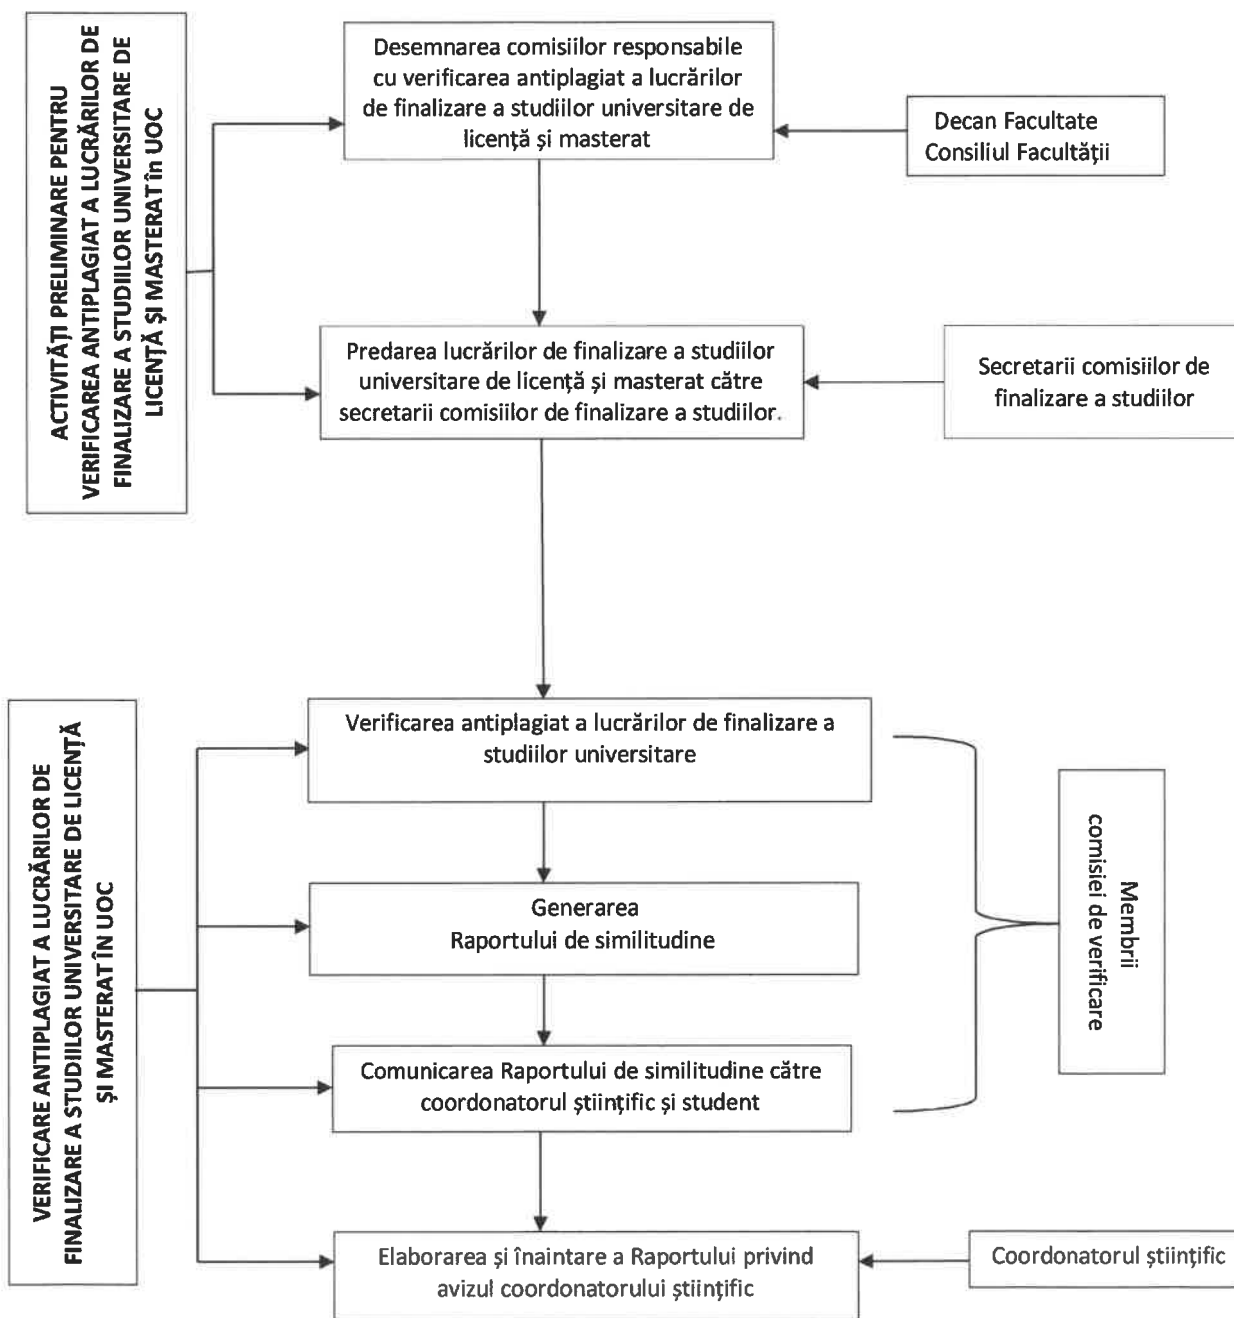 ACTIVITĂȚI PRELIMINARE PENTRU
VERIFICAREA ANTIPLAGIAT A LUCRĂRILOR DE
FINALIZARE A STUDIILOR UNIVERSITARE DE
LICENȚĂ ȘI MASTERAT în UOC
Desemnarea comisiilor responsabile
cu verificarea antiplagiat a lucrărilor
de finalizare a studiilor universitare de
licență și masterat
Decan Facultate
Consiliul Facultății
Predarea lucrărilor de finalizare a studiilor
universitare de licență și masterat către
secretarii comisiilor de finalizare a studiilor.
Secretarii comisiilor de
finalizare a studiilor
VERIFICARE ANTIPLAGIAT A LUCRĂRILOR DE
FINALIZARE A STUDIILOR UNIVERSITARE DE LICENȚĂ
ȘI MASTERAT ÎN UOC
Verificarea antiplagiat a lucrărilor de finalizare a
studiilor universitare
Generarea
Raportului de similitudine
Comunicarea Raportului de similitudine către
coordonatorul științific și student
Membrii
comisiei de verificare
Elaborarea și înaintare a Raportului privind
avizul coordonatorului științific
Coordonatorul științific